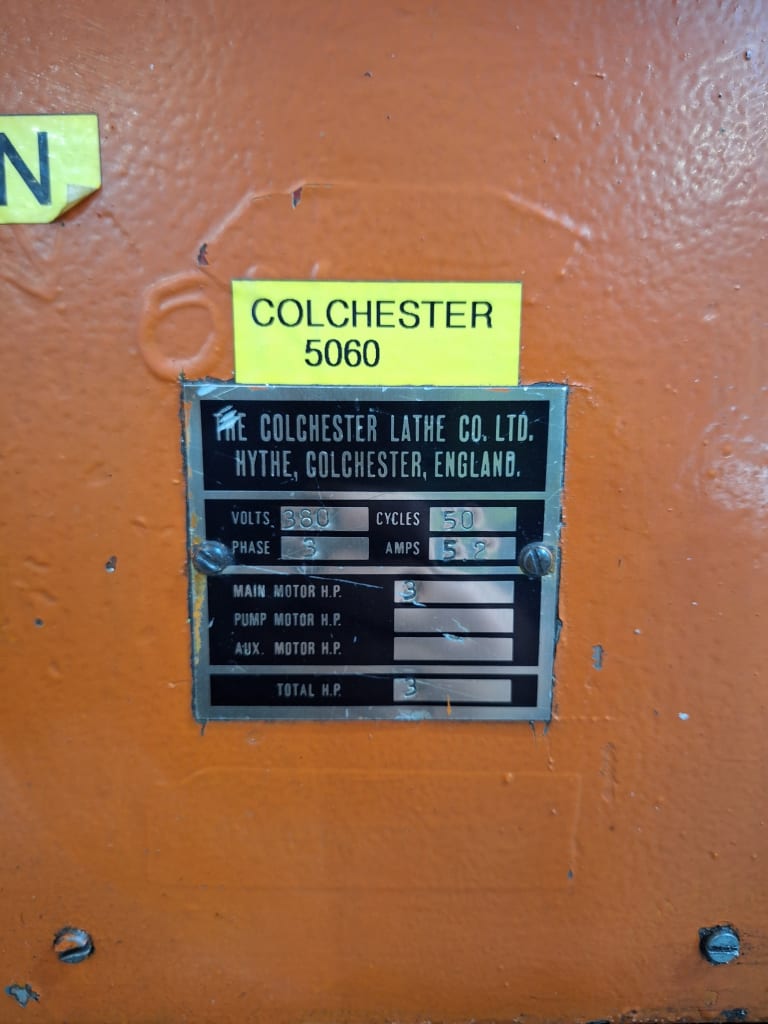 N
COLCHESTER
5060
THE COLCHESTER LATHE CO. LTD.
HYTHE, COLCHESTER, ENGLAND.
VOLTS 380 CYCLES 50
PHASE 3 AMPS 5.2
MAIN MOTOR H.P. 3
PUMP MOTOR H.P.
AUX. MOTOR H.P.
TOTAL H.P. 3